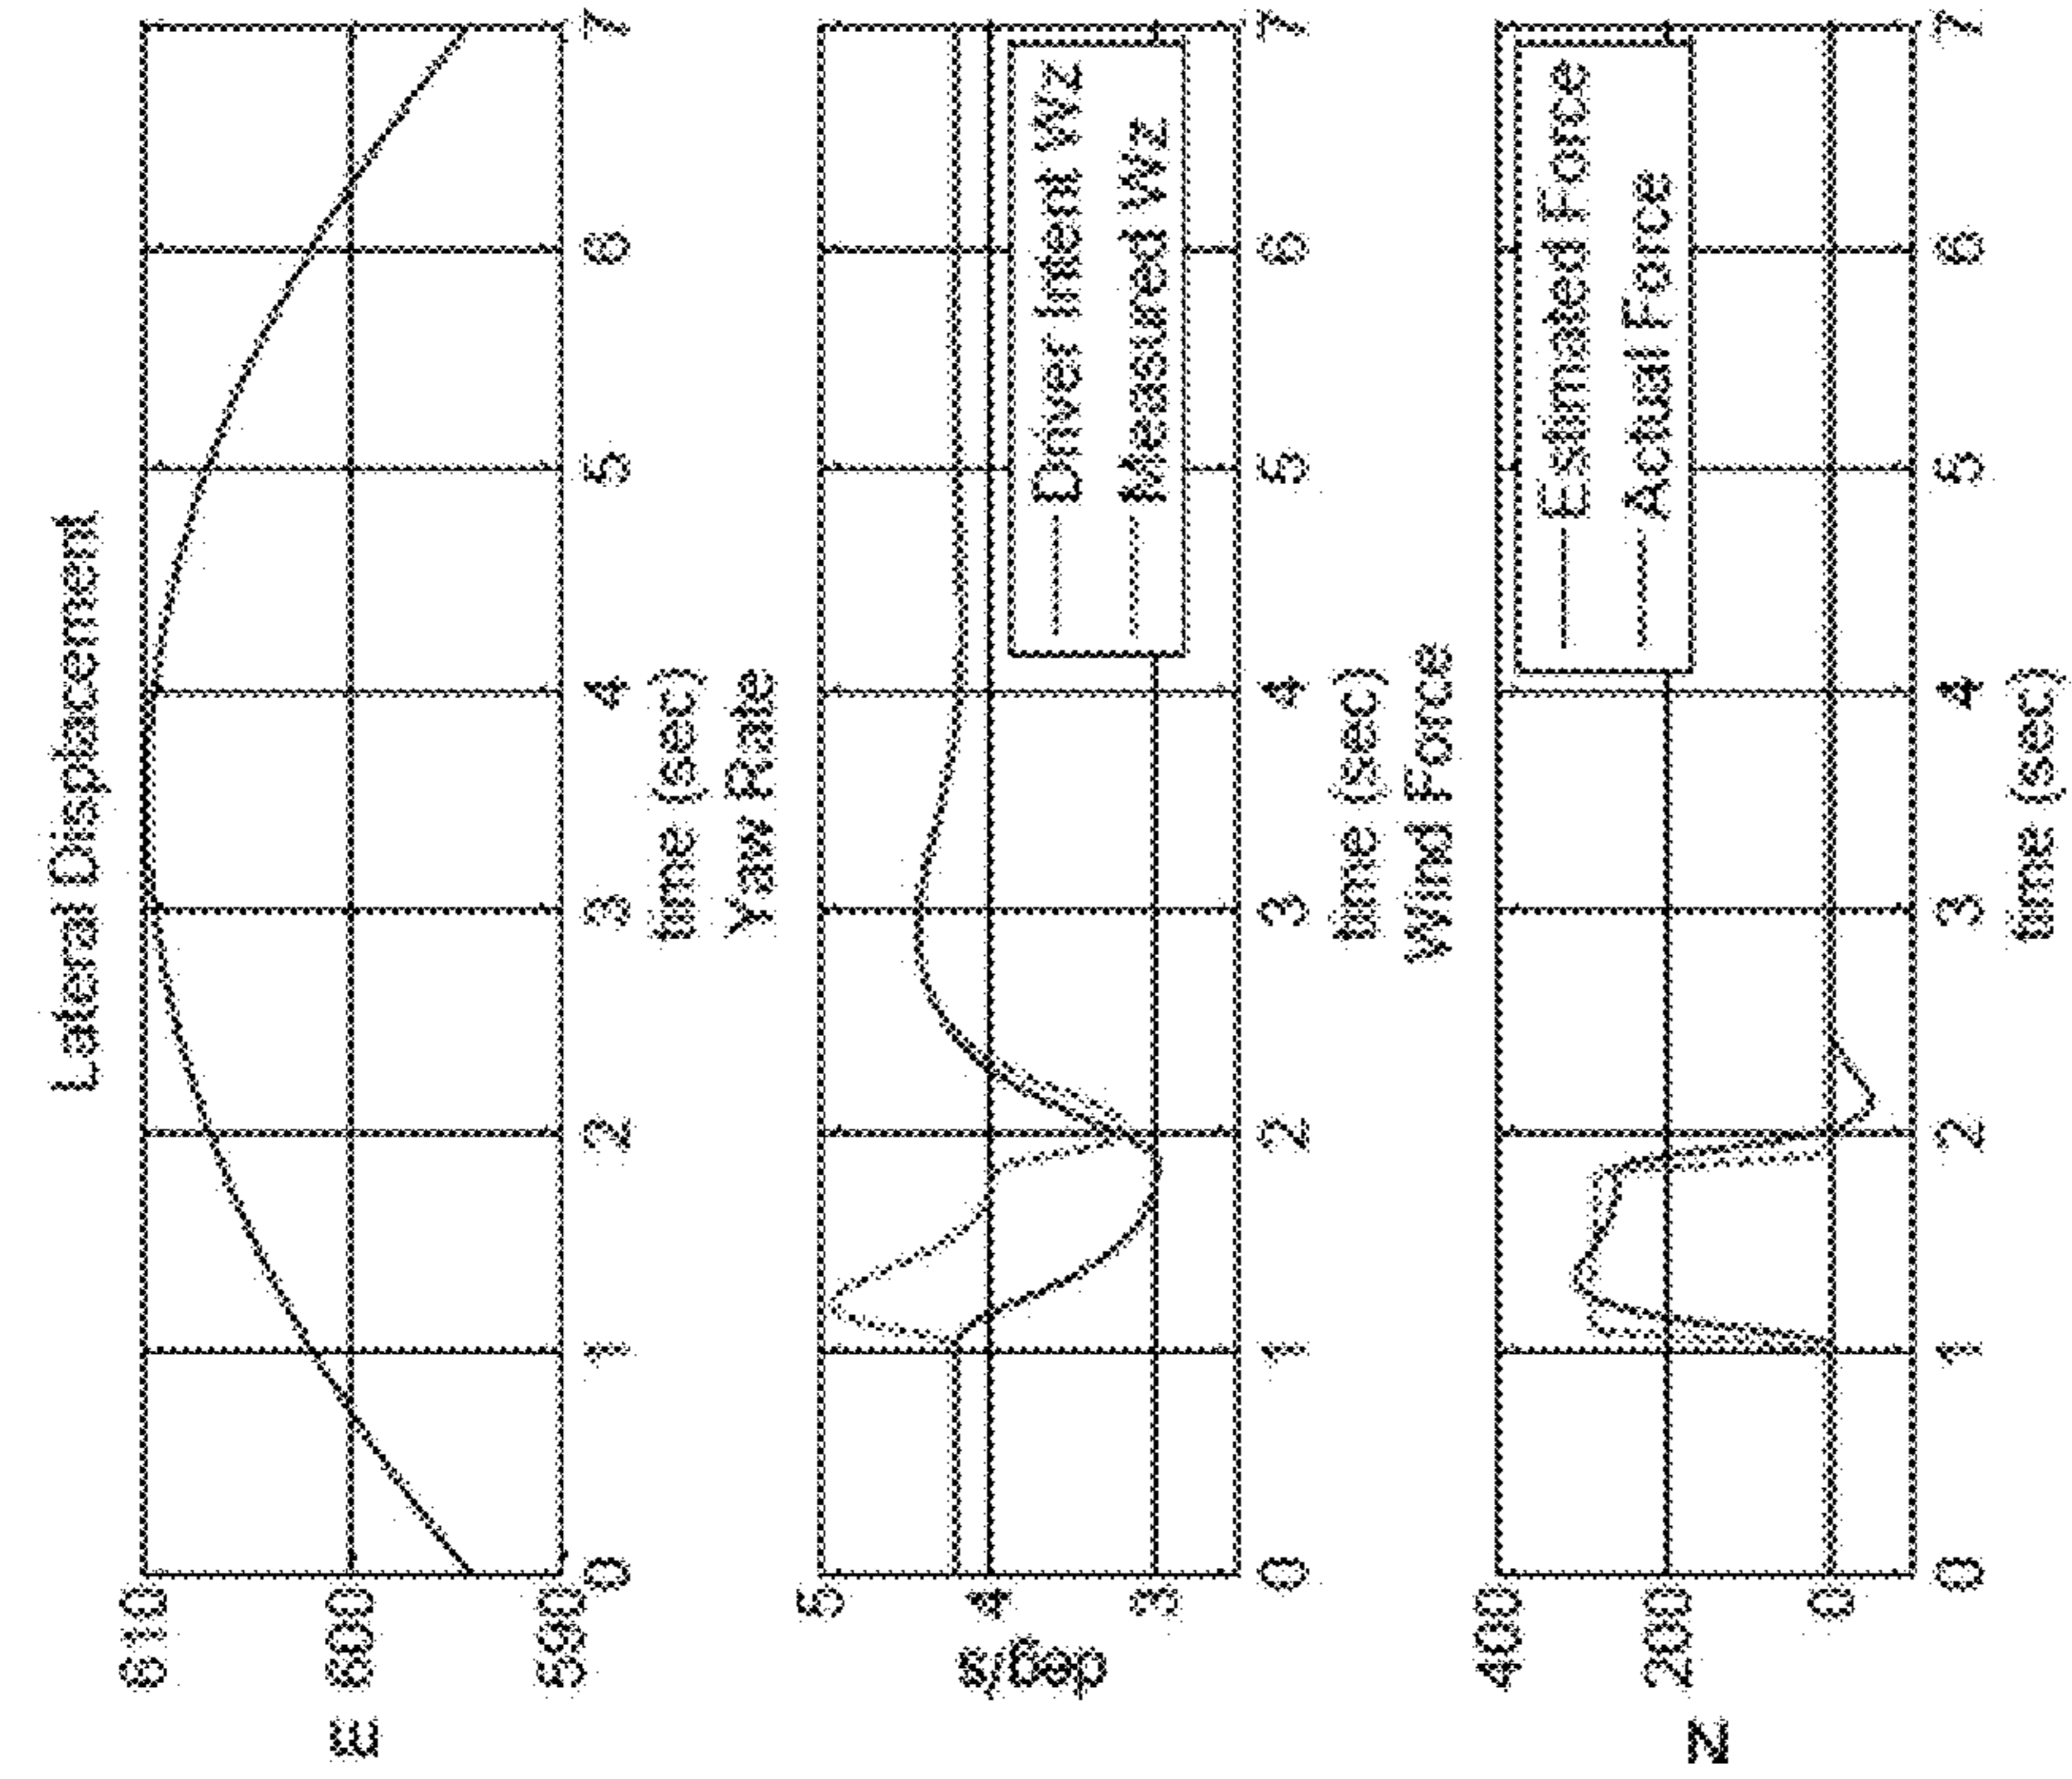 Lateral Displacement
m
610
600
590
0 1 2 3 4 5 6 7
time (sec)
Yaw Rate
deg/s
5
4
3
Driver Intent Wz
Measured Wz
0 1 2 3 4 5 6 7
time (sec)
Wind Force
N
400
200
0
Estimated Force
Actual Force
0 1 2 3 4 5 6 7
time (sec)